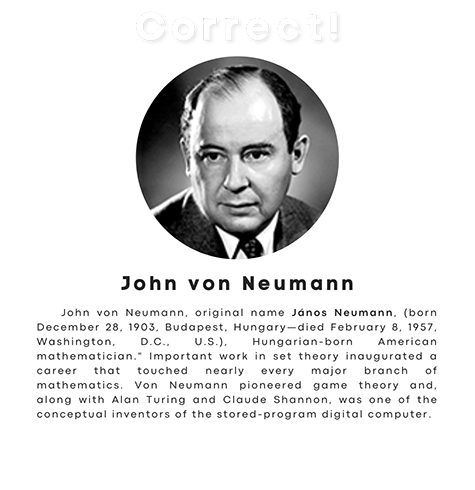 Correct!
John von Neumann
John von Neumann, original name János Neumann, (born
December 28, 1903, Budapest, Hungary—died February 8, 1957,
Washington, D.C., U.S.), Hungarian-born American
mathematician." Important work in set theory inaugurated a
career that touched nearly every major branch of
mathematics. Von Neumann pioneered game theory and,
along with Alan Turing and Claude Shannon, was one of the
conceptual inventors of the stored-program digital computer.